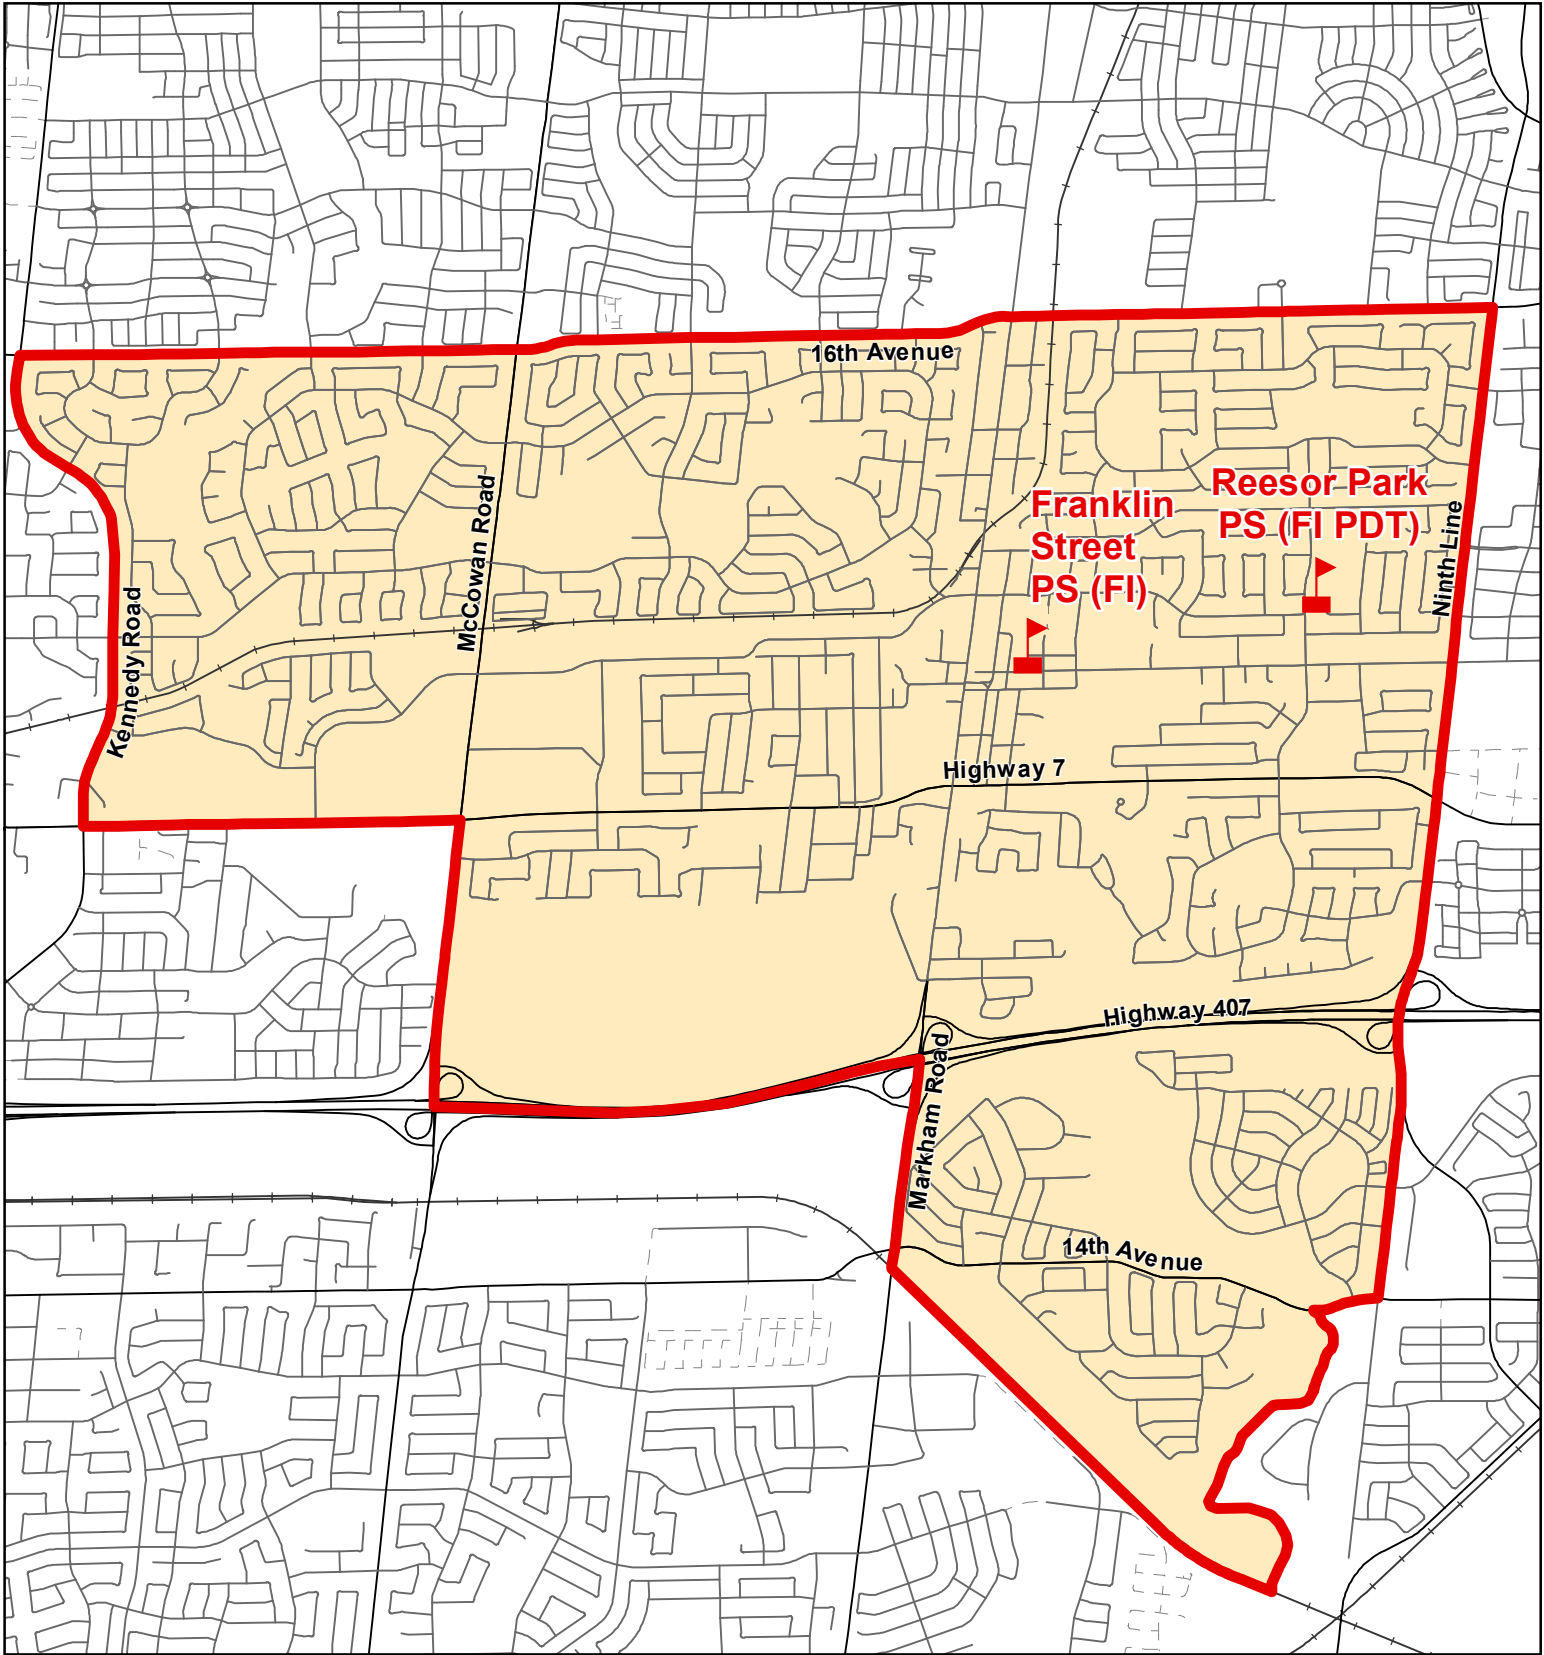 16th Avenue
Reesor Park
PS (FI PDT)
Franklin
Street
PS (FI)
McCowan Road
Ninth Line
Kennedy Road
Highway 7
Highway 407
Markham Road
14th Avenue